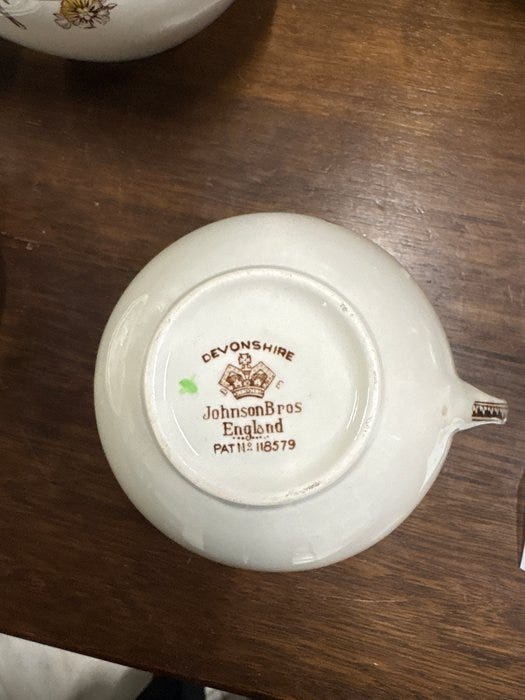 DEVONSHIRE
JohnsonBros
England
PAT Nº 118579